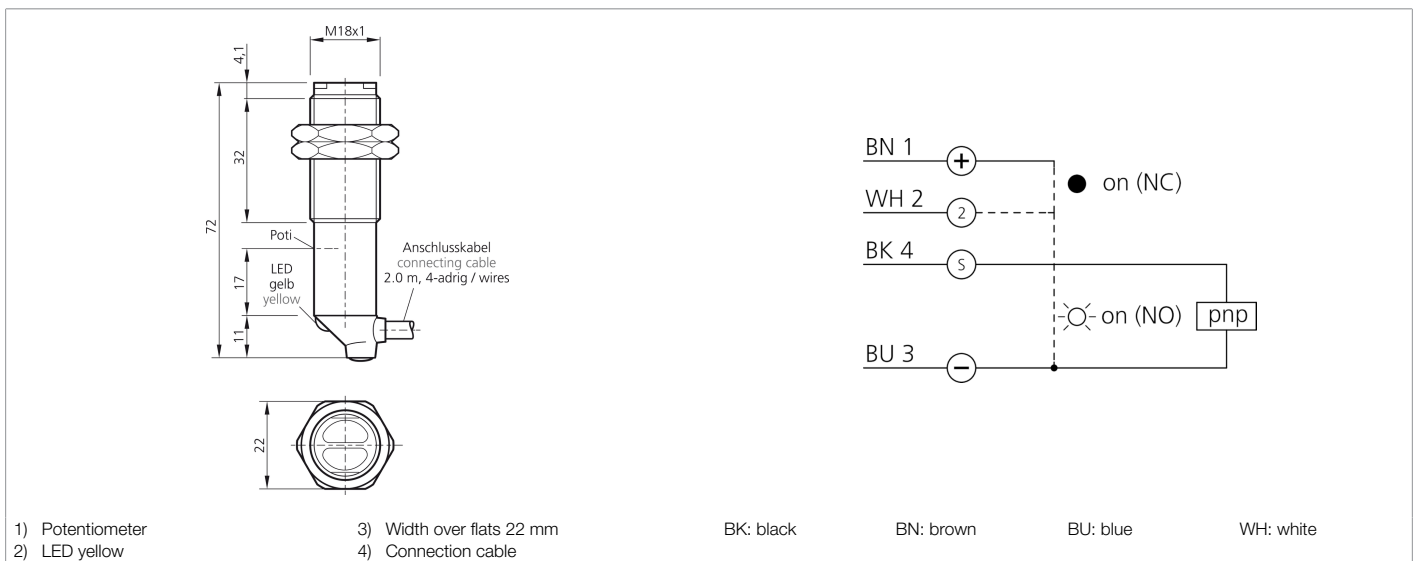 M18x1
4,1
72
32
17
11
Poti
LED
gelb
yellow
Anschlusskabel
connecting cable
2.0 m, 4-adrig / wires
22
BN 1
+
on (NC)
WH 2
2
BK 4
S
on (NO)
pnp
BU 3
−
1) Potentiometer
2) LED yellow
3) Width over flats 22 mm
4) Connection cable
BK: black
BN: brown
BU: blue
WH: white